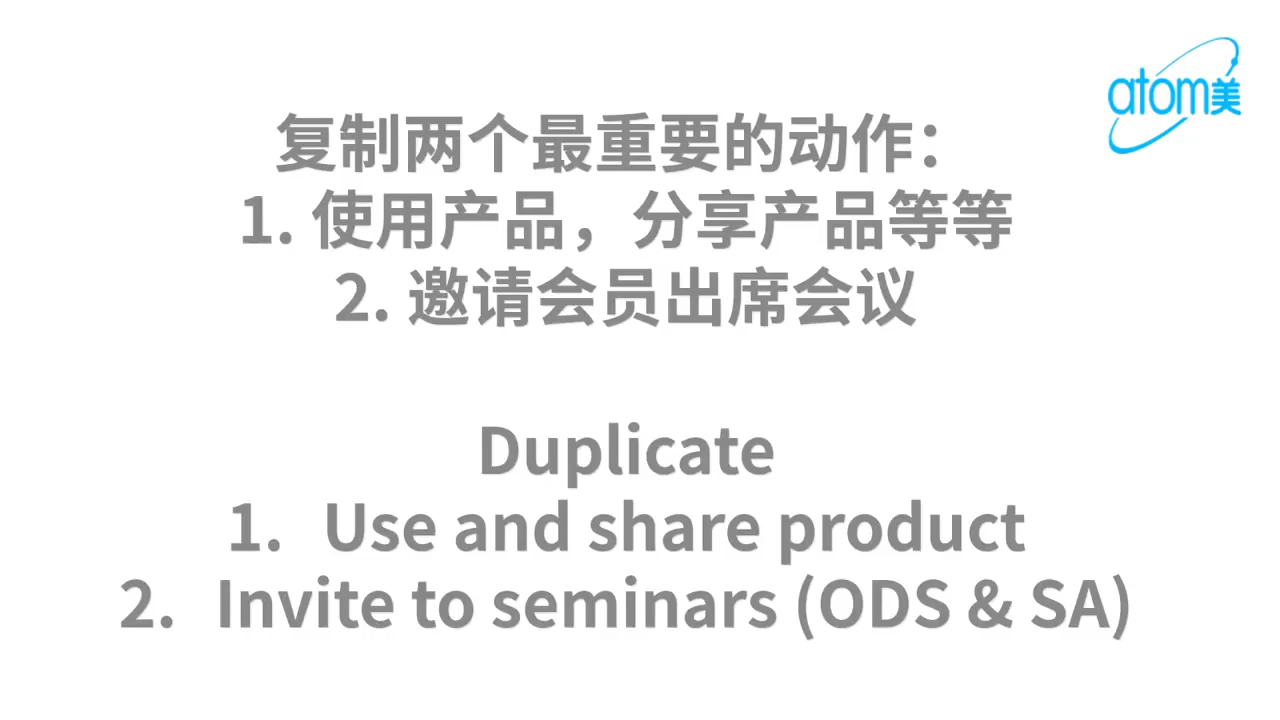 atom美
复制两个最重要的动作：
1. 使用产品，分享产品等等
2. 邀请会员出席会议
Duplicate
1. Use and share product
2. Invite to seminars (ODS & SA)